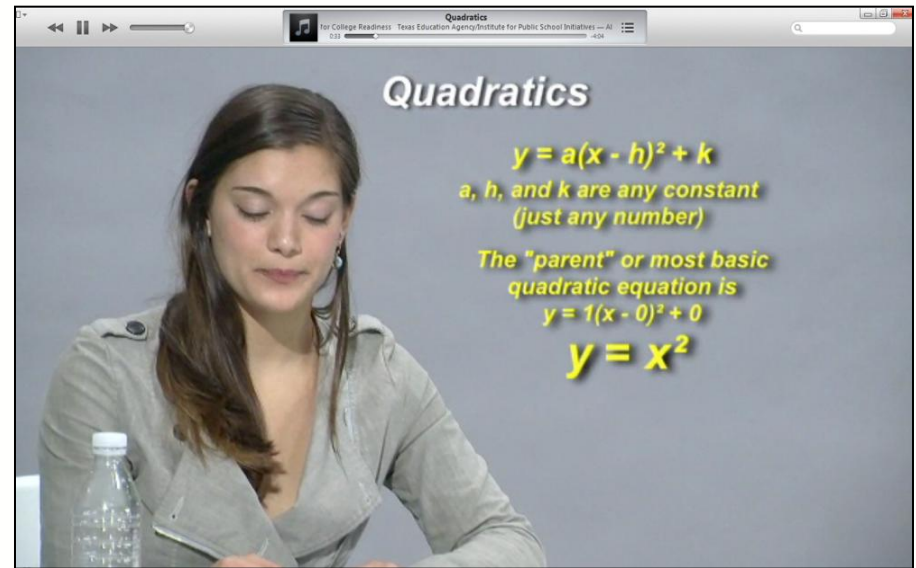 Quadratics
for College Readiness Texas Education Agency/Institute for Public School Initiatives — Al
0:33 -4:04
Quadratics
y = a(x - h)² + k
a, h, and k are any constant
(just any number)
The "parent" or most basic
quadratic equation is
y = 1(x - 0)² + 0
y = x²